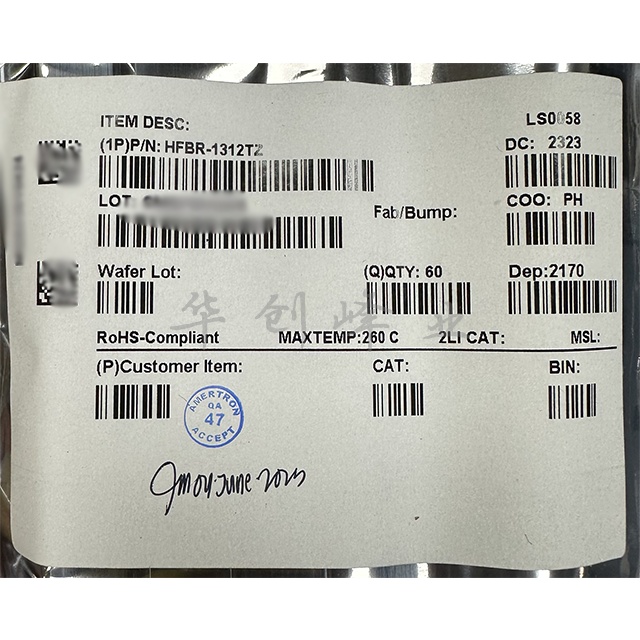 ITEM DESC:
LS0058
(1P)P/N: HFBR-1312TZ
DC: 2323
LOT:
Fab/Bump:
COO: PH
Wafer Lot:
(Q)QTY: 60
Dep:2170
华创峰业
RoHS-Compliant
MAXTEMP:260 C
2LI CAT:
MSL:
(P)Customer Item:
CAT:
BIN:
AMERTRON
QA
47
ACCEPT